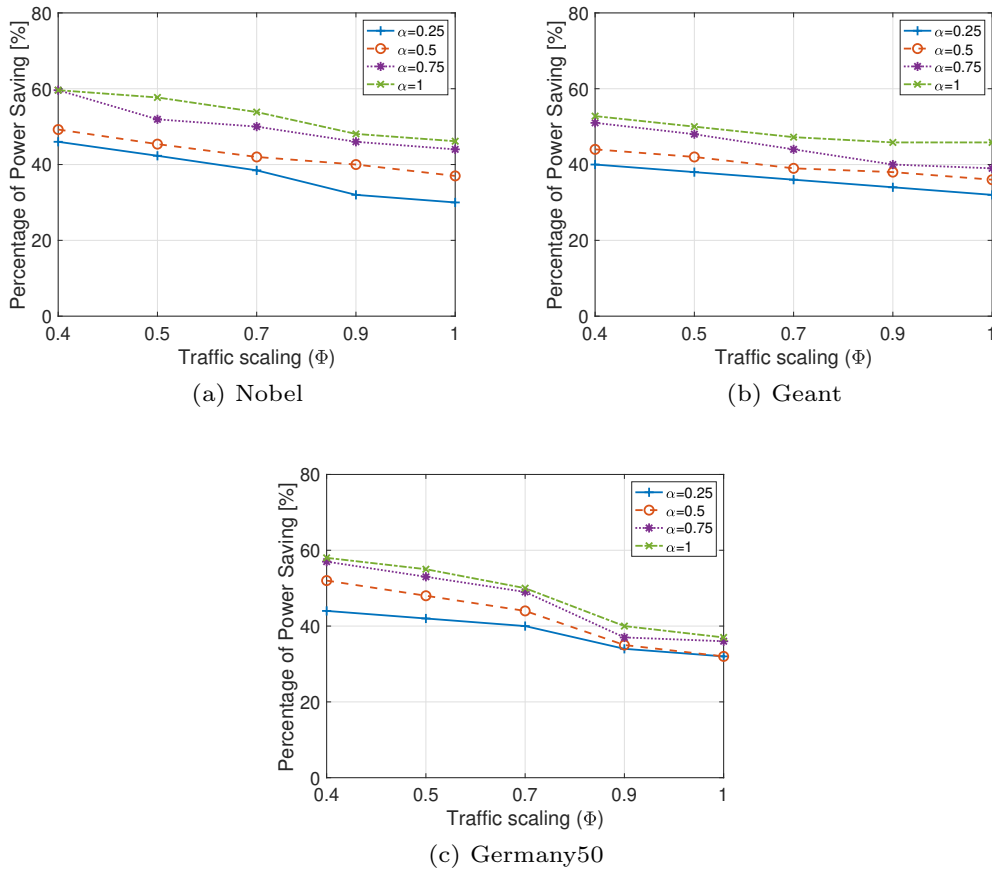 80
60
40
20
0
Percentage of Power Saving [%]
α=0.25
α=0.5
α=0.75
α=1
0.4 0.5 0.7 0.9 1
Traffic scaling (Φ)
(a) Nobel
80
60
40
20
0
Percentage of Power Saving [%]
α=0.25
α=0.5
α=0.75
α=1
0.4 0.5 0.7 0.9 1
Traffic scaling (Φ)
(b) Geant
80
60
40
20
0
Percentage of Power Saving [%]
α=0.25
α=0.5
α=0.75
α=1
0.4 0.5 0.7 0.9 1
Traffic scaling (Φ)
(c) Germany50